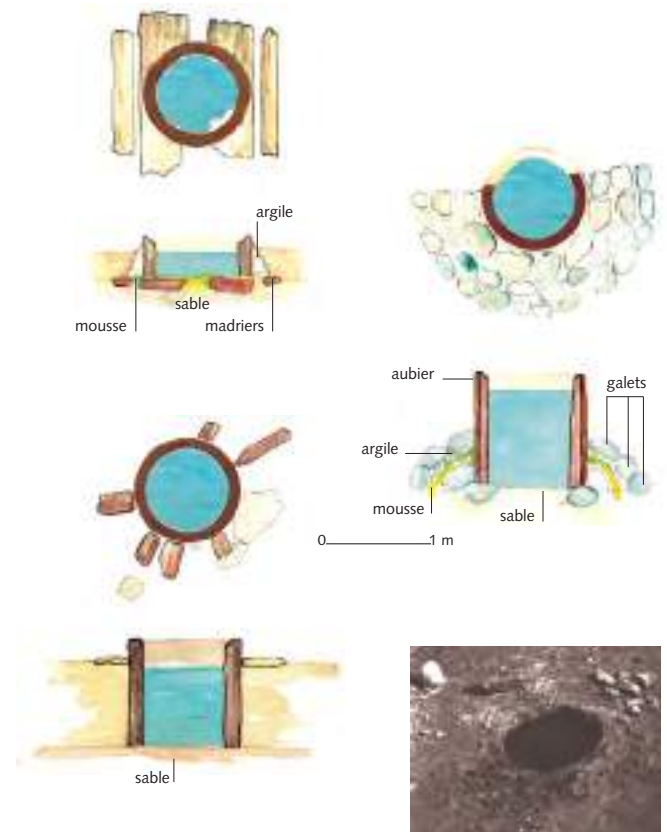 argile
sable
mousse
madriers
aubier
galets
argile
mousse
sable
0
1 m
sable